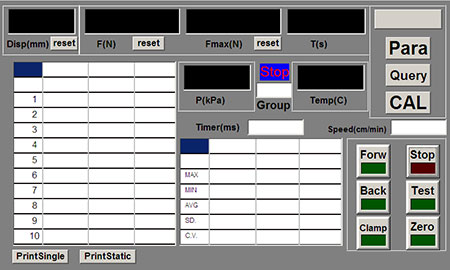 Disp(mm) reset F(N) reset Fmax(N) reset T(s)
Para
Query
CAL
Stop
P(kPa) Group Temp(C)
Timer(ms) Speed(cm/min)
1
2
3
4
5
6
7
8
9
10
MAX
MIN
AVG
SD.
C.V.
Forw Stop
Back Test
Clamp Zero
PrintSingle PrintStatic